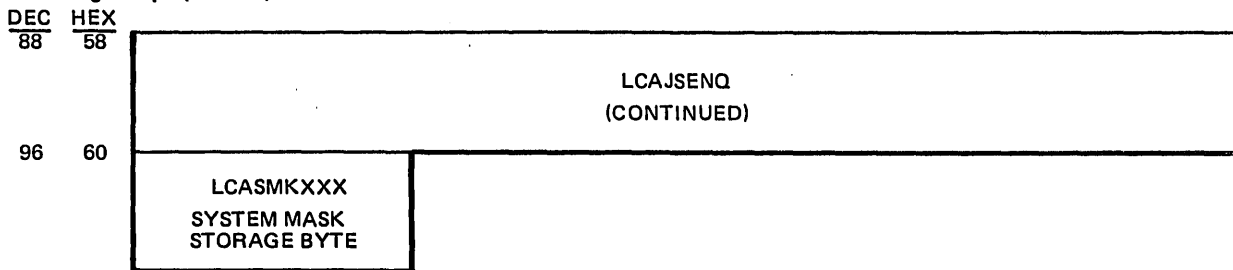 DEC HEX
88 58
LCAJSENQ
(CONTINUED)
96 60
LCASMKXXX
SYSTEM MASK
STORAGE BYTE